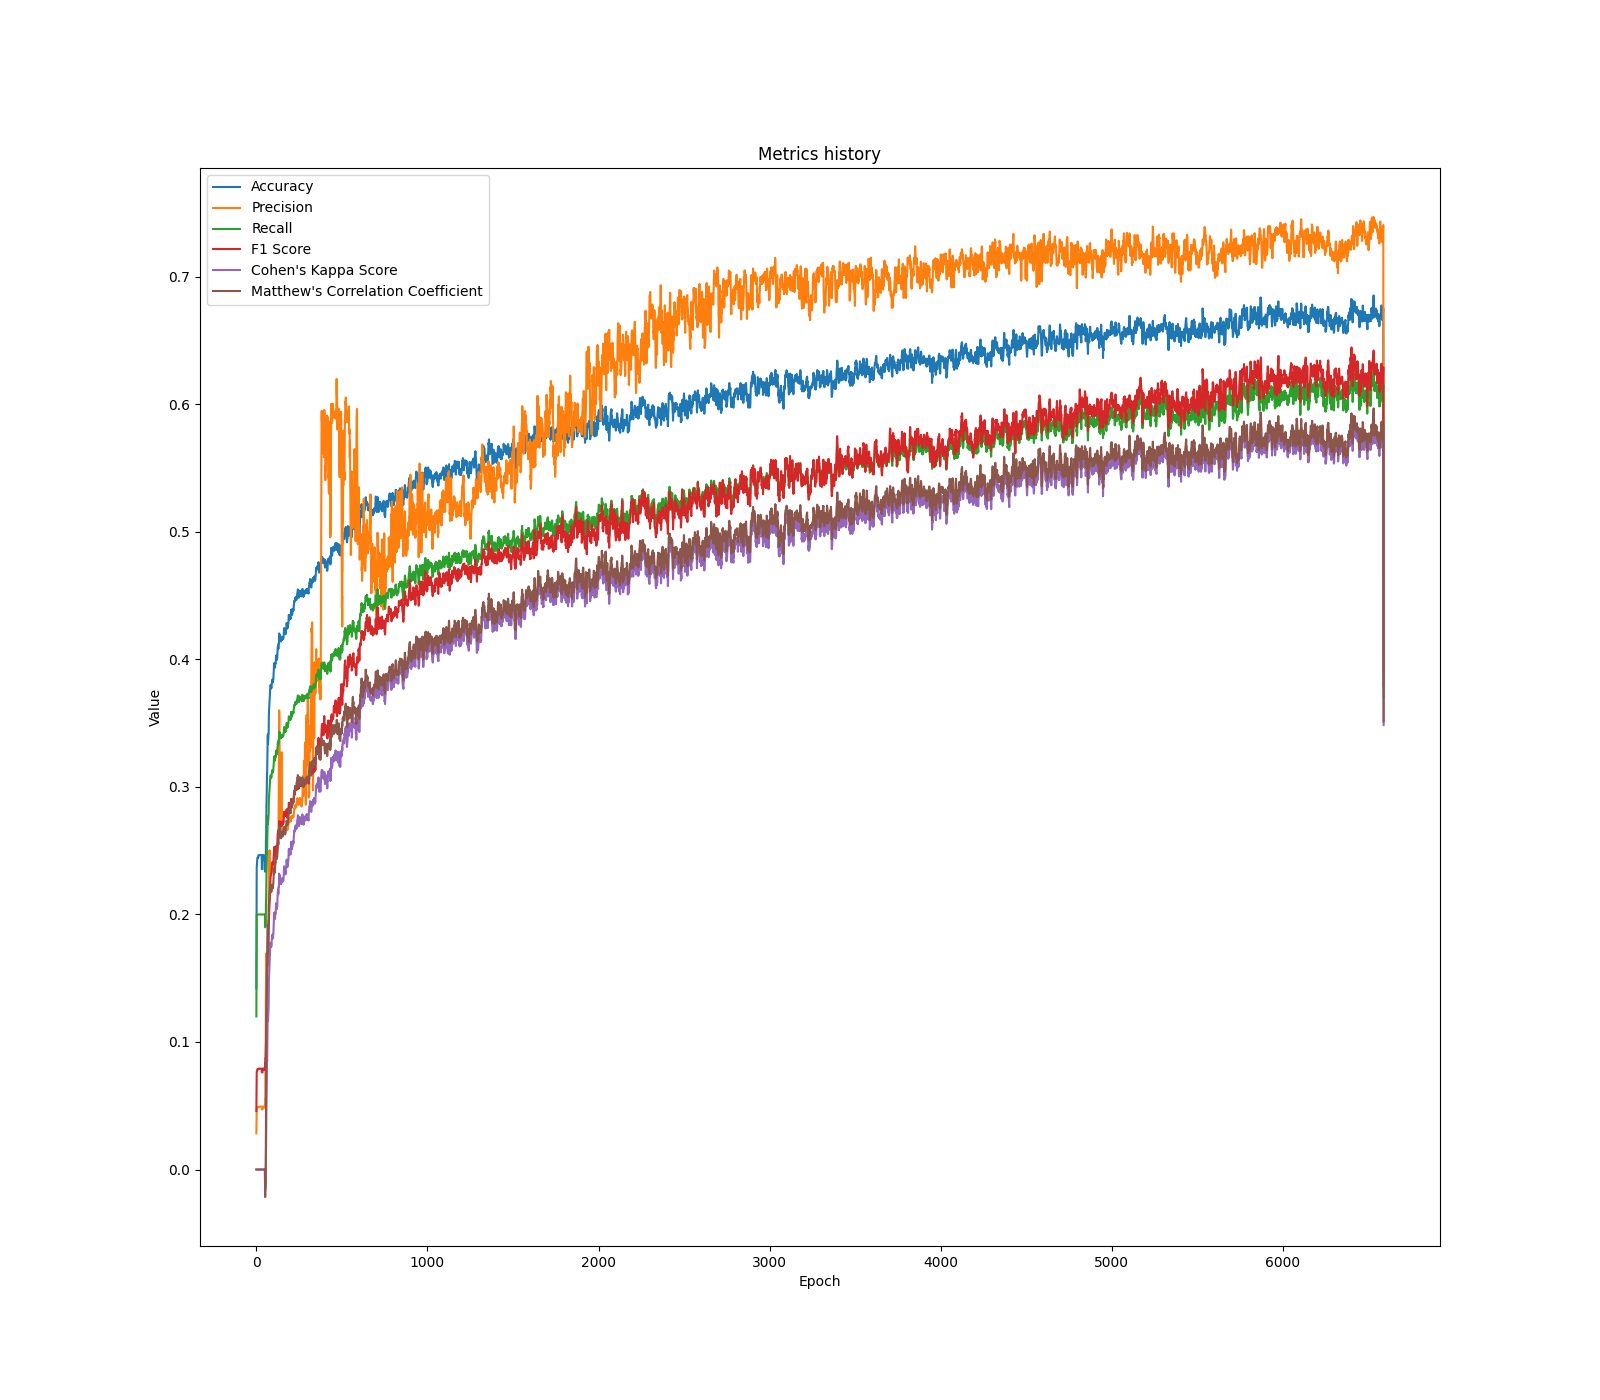 Metrics history
Accuracy
Precision
Recall
F1 Score
Cohen's Kappa Score
Matthew's Correlation Coefficient
0.7
0.6
0.5
0.4
0.3
0.2
0.1
0.0
Value
0 1000 2000 3000 4000 5000 6000
Epoch